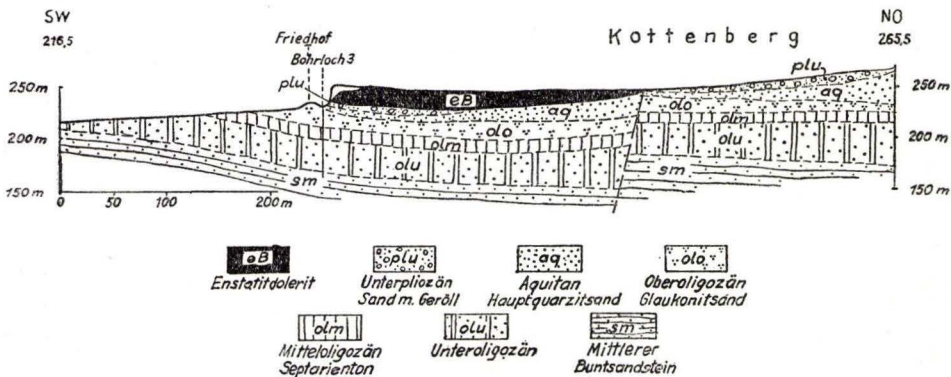 SW
216,5
Friedhof
Bohrloch 3
Kottenberg
NO
265,5
250m
200m
150m
plu
eB
aq
olo
olm
olu
sm
plu
aq
olo
olm
olu
sm
250m
200m
150m
0 50 100 200m
eB
Enstatitdolerit
plu
Unterpliozän
Sand m. Geröll
aq
Aquitan
Hauptquarzitsand
olo
Oberoligozän
Glaukonitsand
olm
Mitteloligozän
Septarienton
olu
Unteroligozän
sm
Mittlerer
Buntsandstein